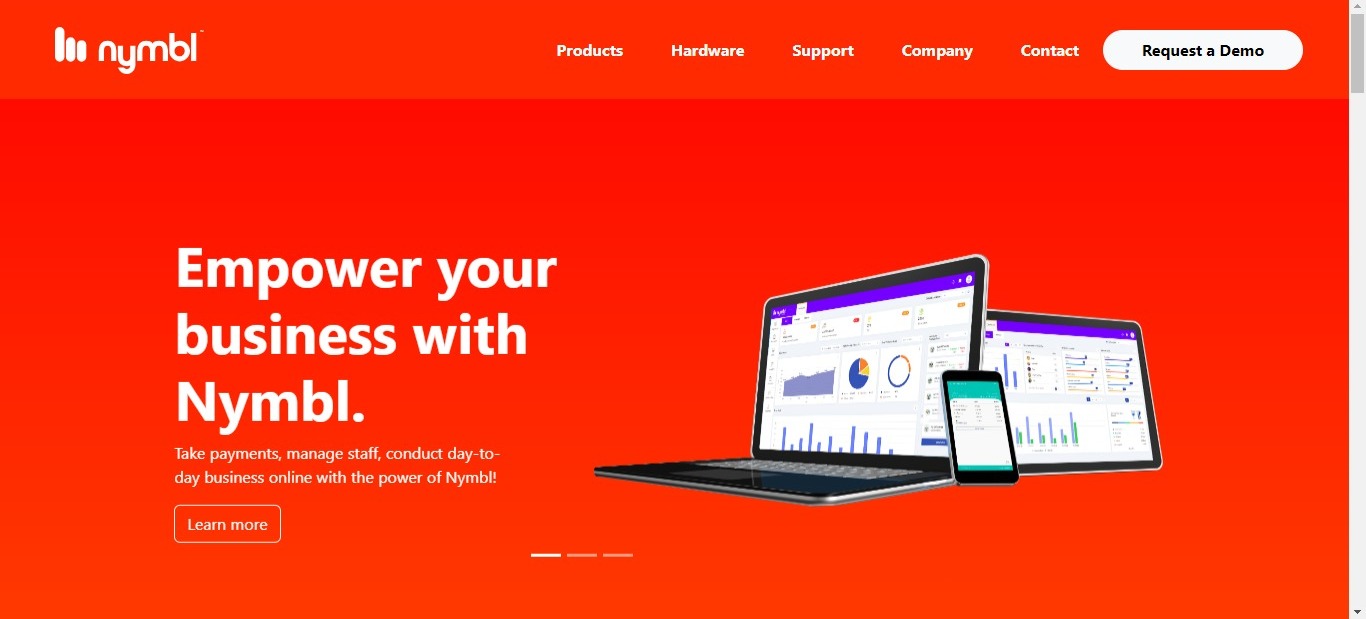 nymbl
Products
Hardware
Support
Company
Contact
Request a Demo
Empower your
business with
Nymbl.
Take payments, manage staff, conduct day-to-
day business online with the power of Nymbl!
Learn more